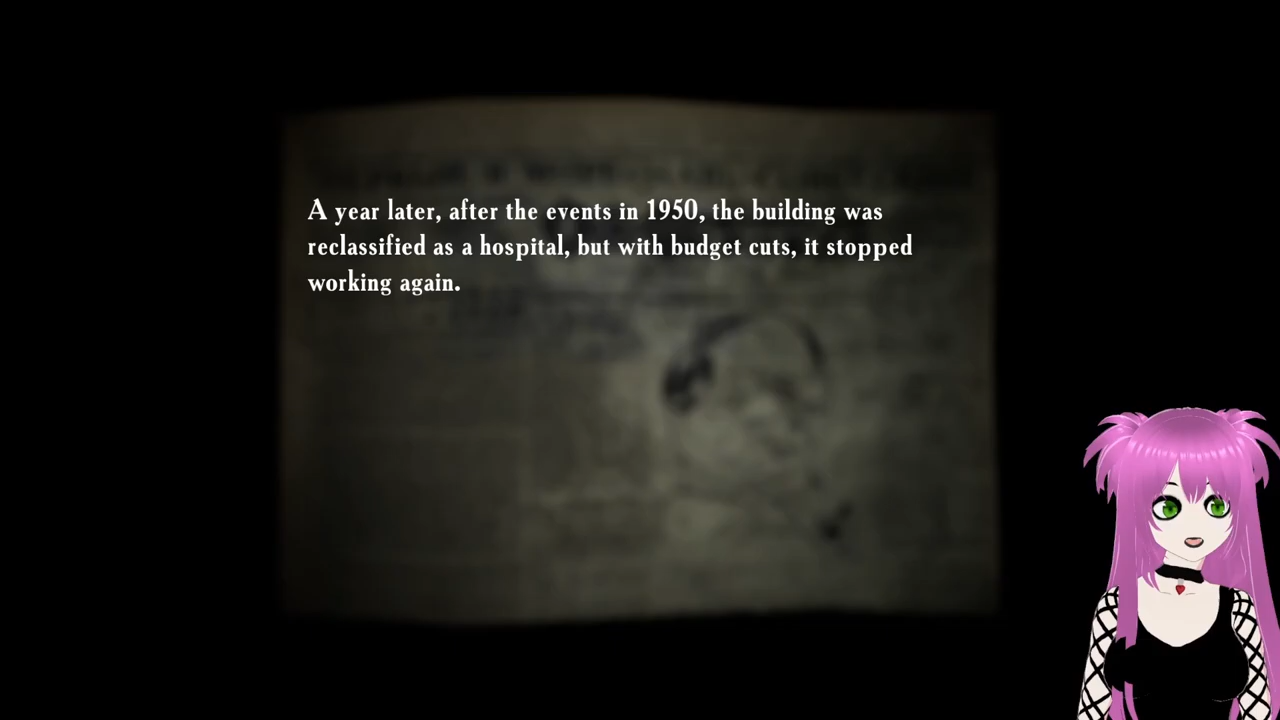 A year later, after the events in 1950, the building was
reclassified as a hospital, but with budget cuts, it stopped
working again.